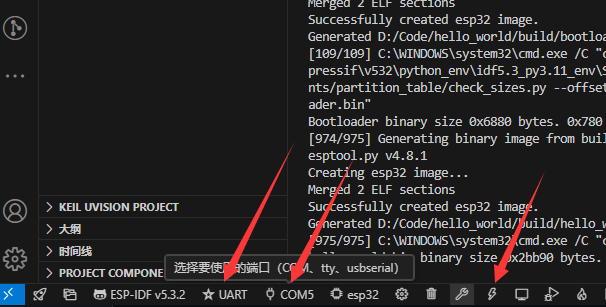 Merged 2 ELF sections
Successfully created esp32 image.
Generated D:/Code/hello_world/build/bootloa
[109/109] C:\WINDOWS\system32\cmd.exe /C "c
pressif\v532\python_env\idf5.3_py3.11_env\S
nts/partition_table/check_sizes.py --offset
ader.bin"
Bootloader binary size 0x6880 bytes. 0x780
[974/975] Generating binary image from buil
esptool.py v4.8.1
Creating esp32 image...
Merged 2 ELF sections
Successfully created esp32 image.
Generated D:/Code/hello_world/build/hello_w
[975/975] C:\WINDOWS\system32\cmd.exe /C "c
binary size 0x2bb90 bytes.
KEIL UVISION PROJECT
大纲
时间线
PROJECT COMPONE
选择要使用的端口（COM、tty、usbserial）
ESP-IDF v5.3.2
UART
COM5
esp32